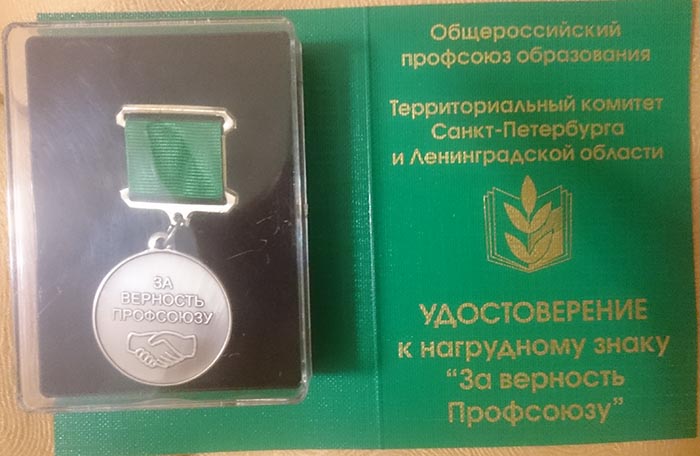 ЗА
ВЕРНОСТЬ
ПРОФСОЮЗУ
Общероссийский
профсоюз образования
Территориальный комитет
Санкт-Петербурга
и Ленинградской области
УДОСТОВЕРЕНИЕ
к нагрудному знаку
"За верность
Профсоюзу"